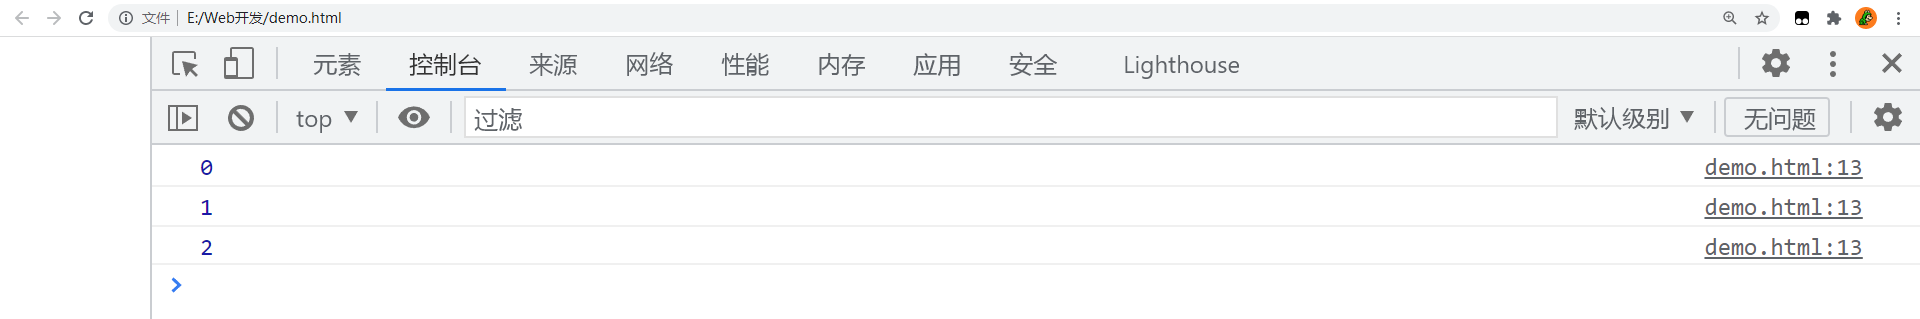 文件 E:/Web开发/demo.html
元素 控制台 来源 网络 性能 内存 应用 安全 Lighthouse
top 过滤 默认级别 无问题
0 demo.html:13
1 demo.html:13
2 demo.html:13